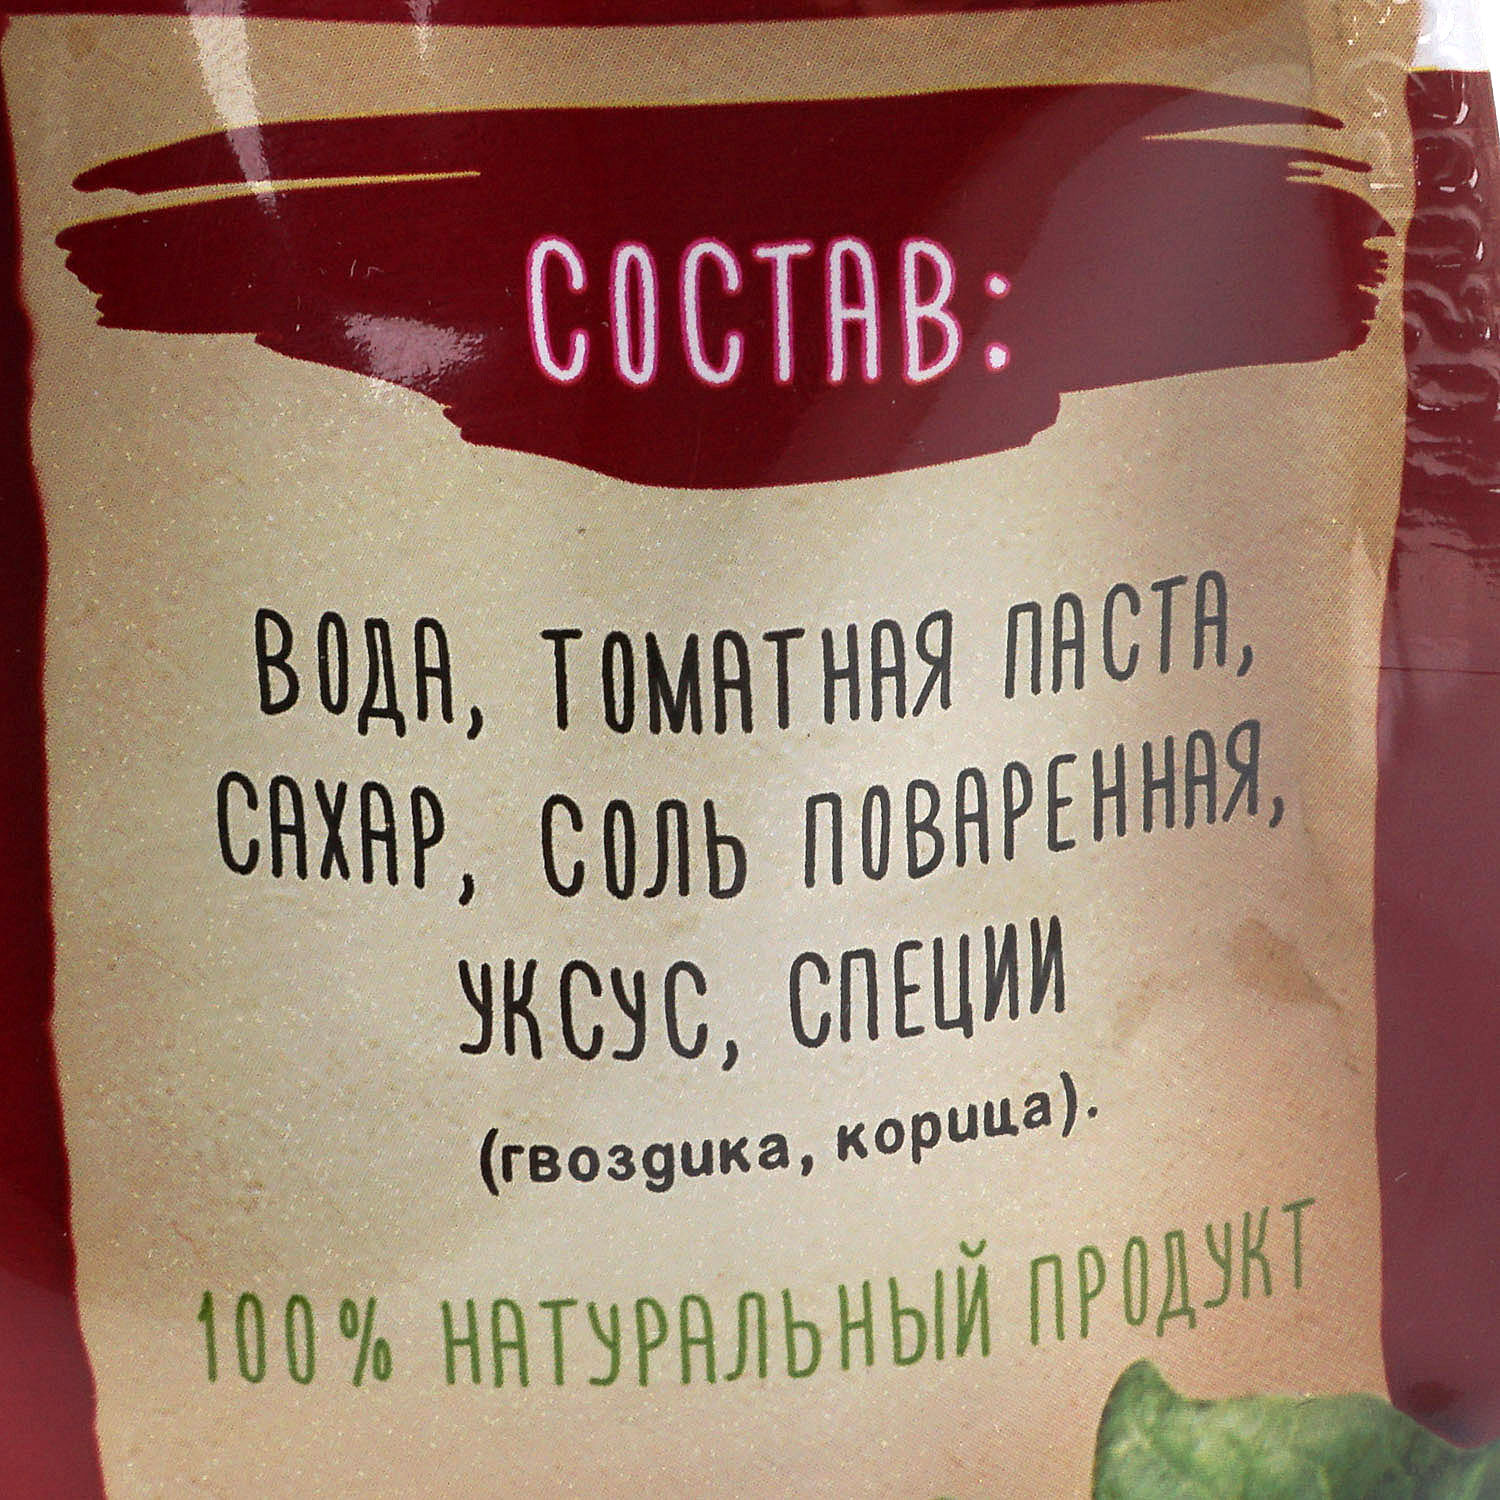 СОСТАВ:
ВОДА, ТОМАТНАЯ ПАСТА,
САХАР, СОЛЬ ПОВАРЕННАЯ,
УКСУС, СПЕЦИИ
(гвоздика, корица).
100% НАТУРАЛЬНЫЙ ПРОДУКТ